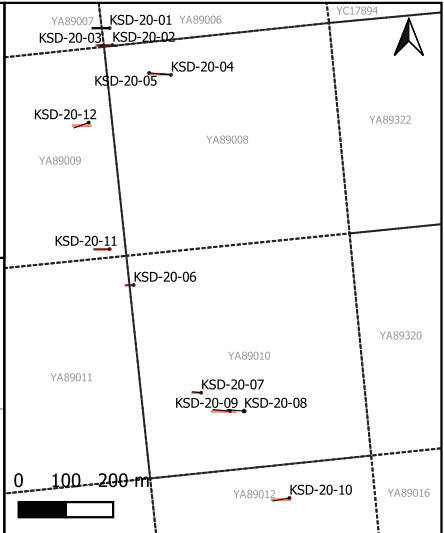 YC17894
YA89007 KSD-20-01 YA89006
KSD-20-03 KSD-20-02
KSD-20-04
KSD-20-05
KSD-20-12
YA89322
YA89009 YA89008
KSD-20-11
KSD-20-06
YA89320
YA89010
YA89011
KSD-20-07
KSD-20-09 KSD-20-08
0 100 200 m
YA89012 KSD-20-10 YA89016